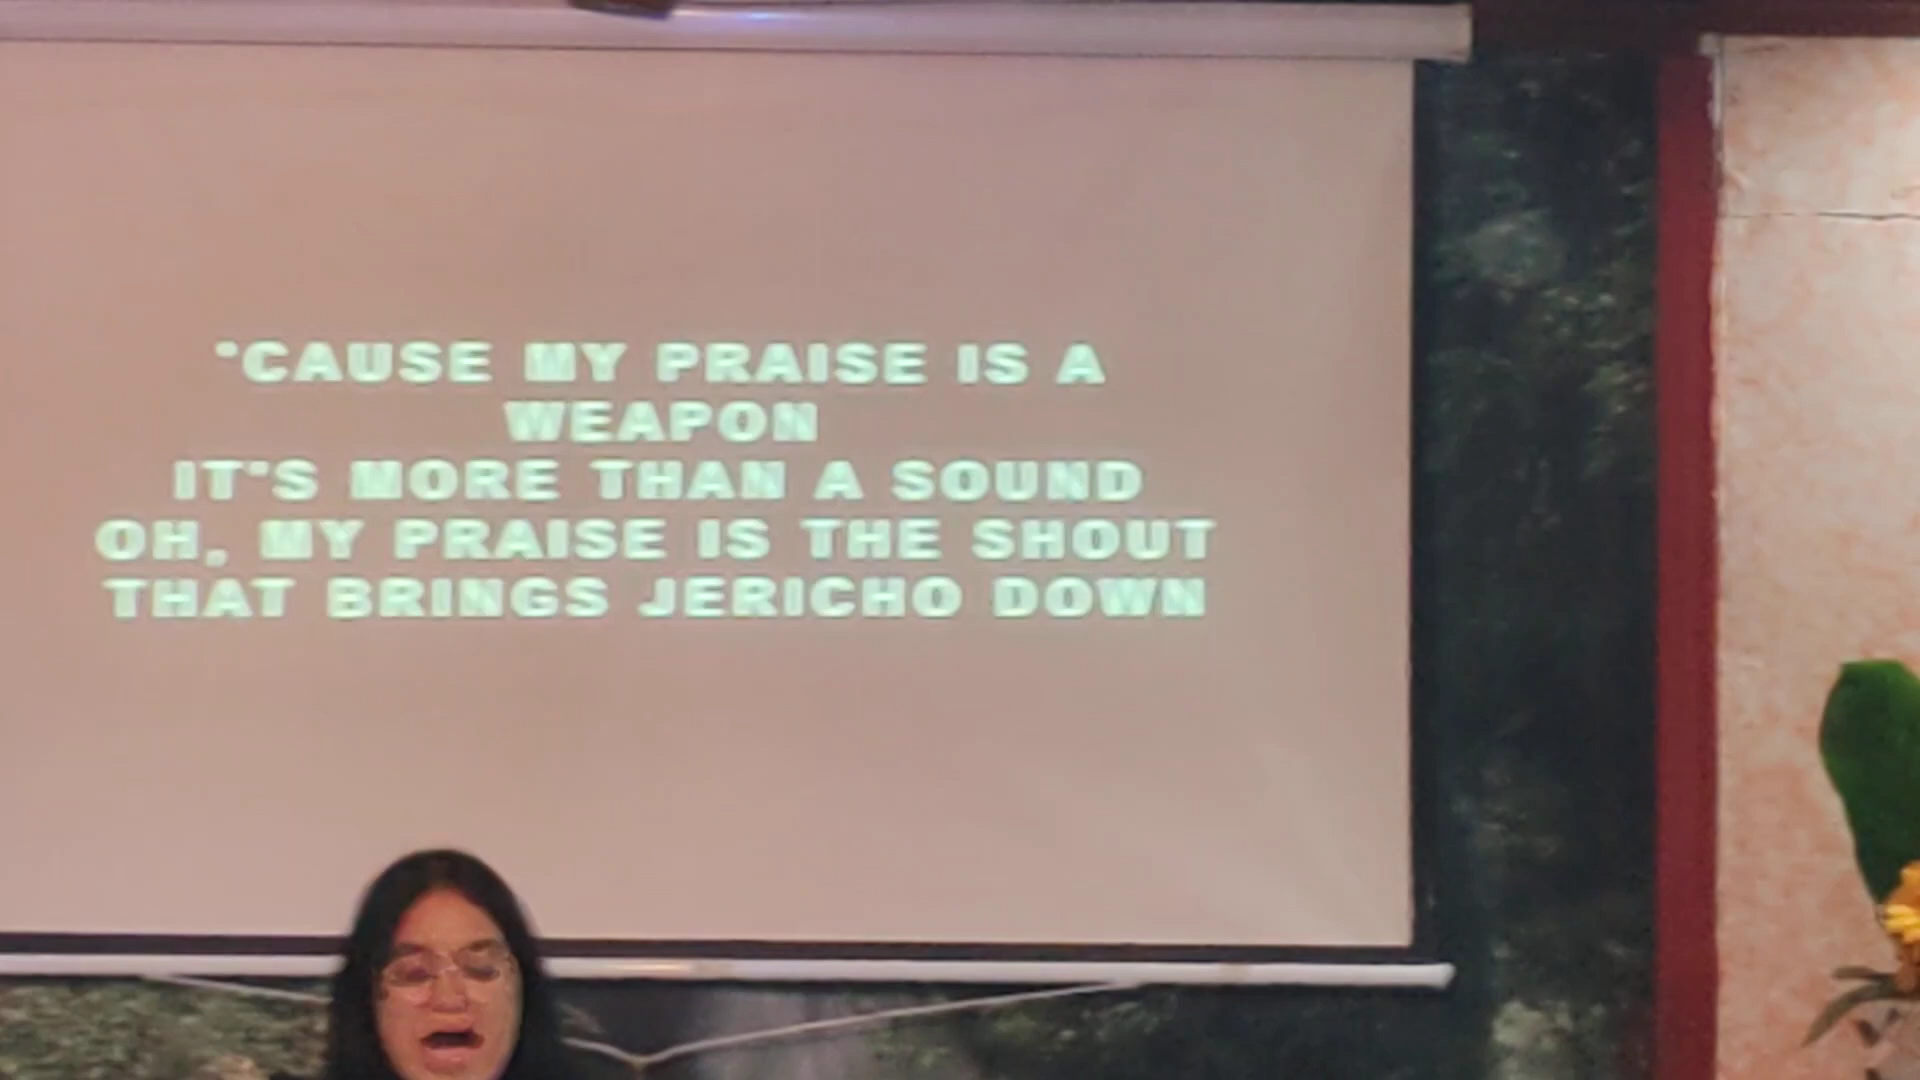 'CAUSE MY PRAISE IS A
WEAPON
IT'S MORE THAN A SOUND
OH, MY PRAISE IS THE SHOUT
THAT BRINGS JERICHO DOWN